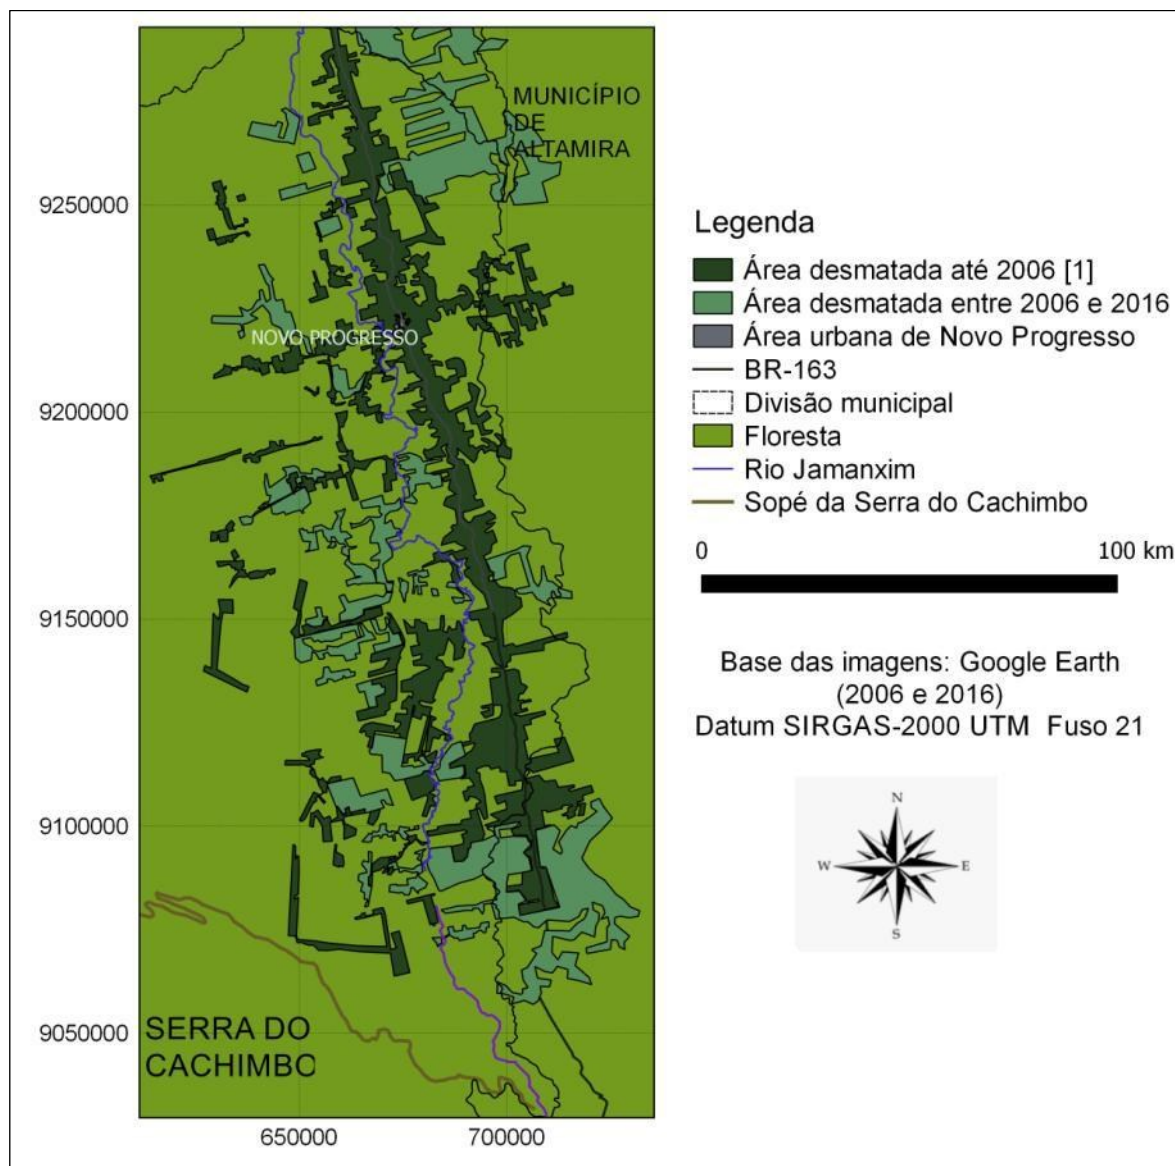 MUNICÍPIO
DE
ALTAMIRA
9250000
NOVO PROGRESSO
9200000
9150000
9100000
9050000
SERRA DO
CACHIMBO
650000
700000
Legenda
Área desmatada até 2006 [1]
Área desmatada entre 2006 e 2016
Área urbana de Novo Progresso
BR-163
Divisão municipal
Floresta
Rio Jamanxim
Sopé da Serra do Cachimbo
0 100 km
Base das imagens: Google Earth
(2006 e 2016)
Datum SIRGAS-2000 UTM Fuso 21
N
W E
S